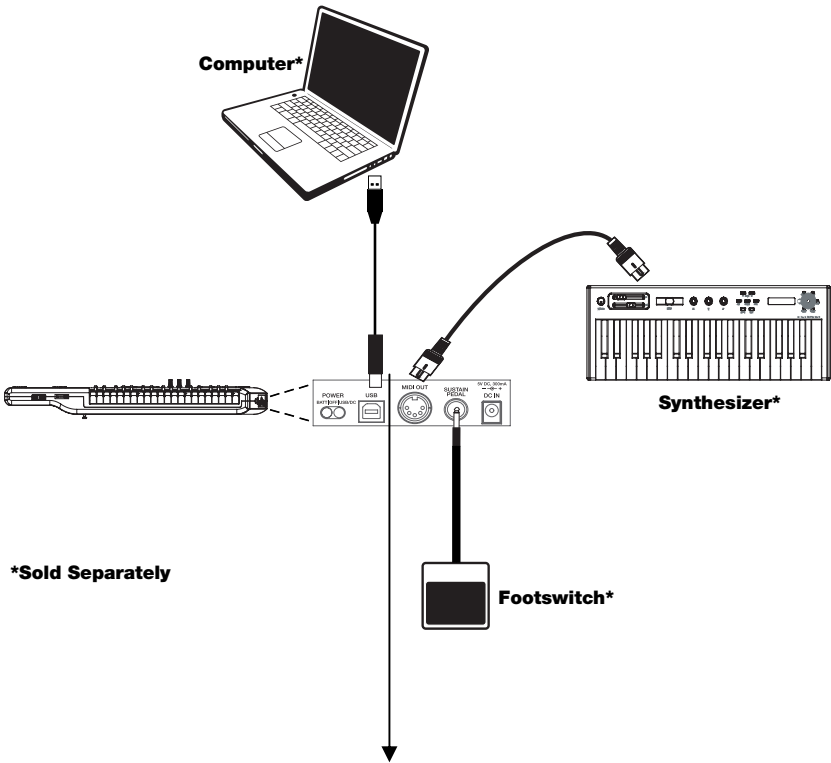 Computer*
MIDI OUT
5V DC, 300mA
POWER
USB
SUSTAIN
PEDAL
DC IN
BATT|OFF|USB/DC
Synthesizer*
*Sold Separately
Footswitch*